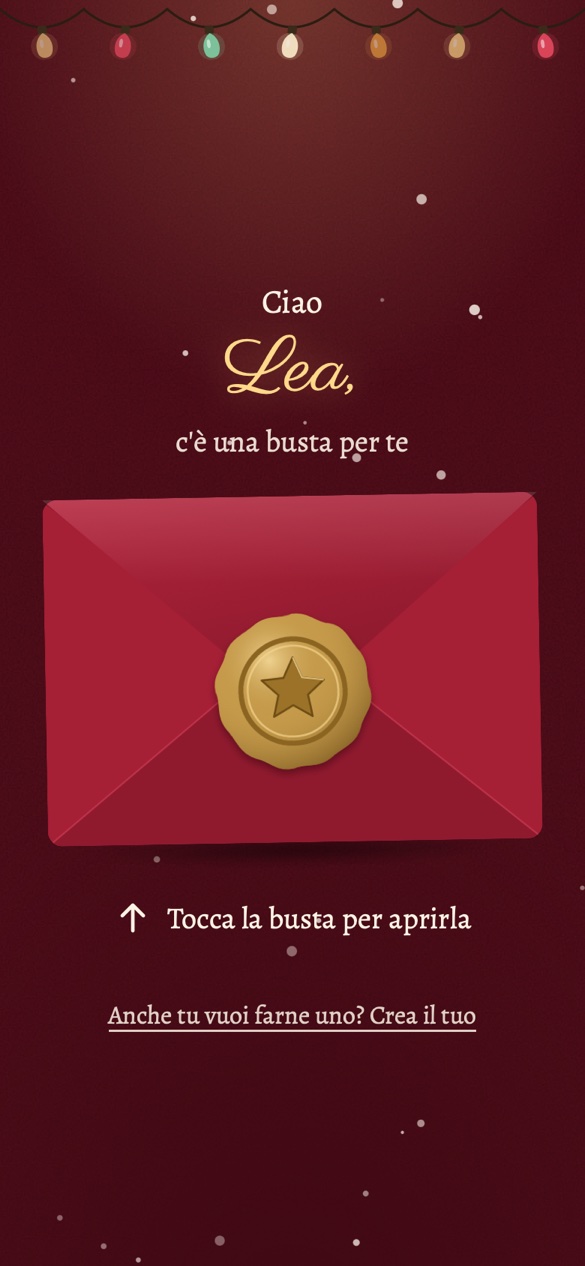 Ciao
Lea,
c'è una busta per te
Tocca la busta per aprirla
Anche tu vuoi farne uno? Crea il tuo